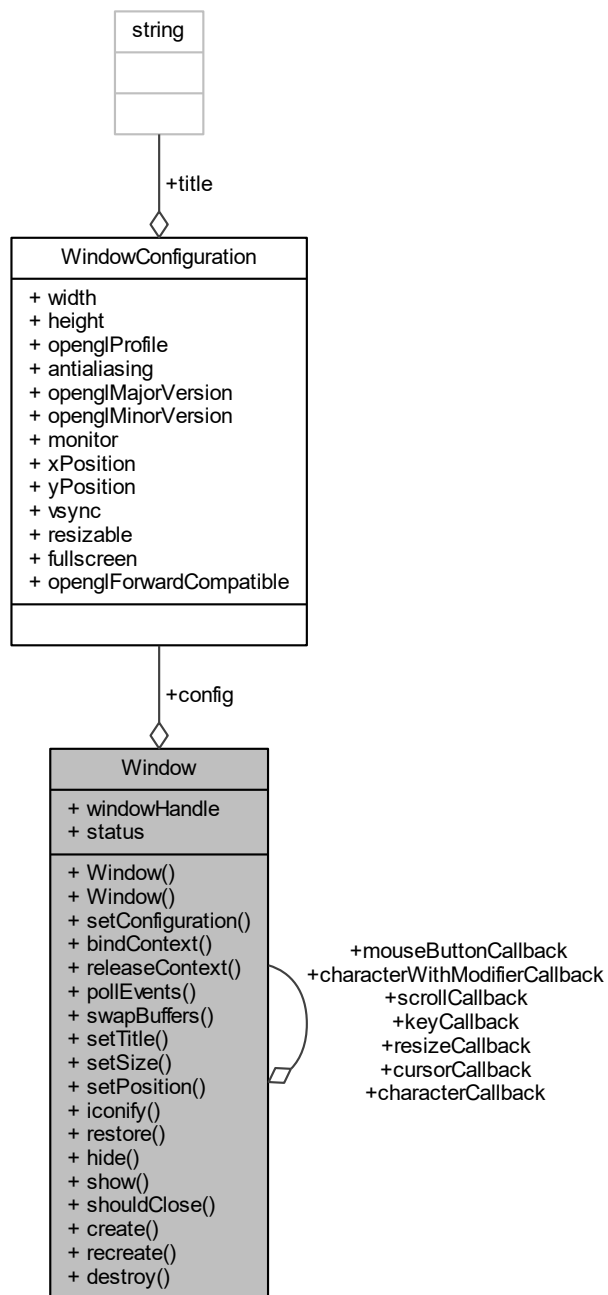 string
+title
WindowConfiguration
+ width
+ height
+ openglProfile
+ antialiasing
+ openglMajorVersion
+ openglMinorVersion
+ monitor
+ xPosition
+ yPosition
+ vsync
+ resizable
+ fullscreen
+ openglForwardCompatible
+config
Window
+ windowHandle
+ status
+ Window()
+ Window()
+ setConfiguration()
+ bindContext()
+ releaseContext()
+ pollEvents()
+ swapBuffers()
+ setTitle()
+ setSize()
+ setPosition()
+ iconify()
+ restore()
+ hide()
+ show()
+ shouldClose()
+ create()
+ recreate()
+ destroy()
+mouseButtonCallback
+characterWithModifierCallback
+scrollCallback
+keyCallback
+resizeCallback
+cursorCallback
+characterCallback